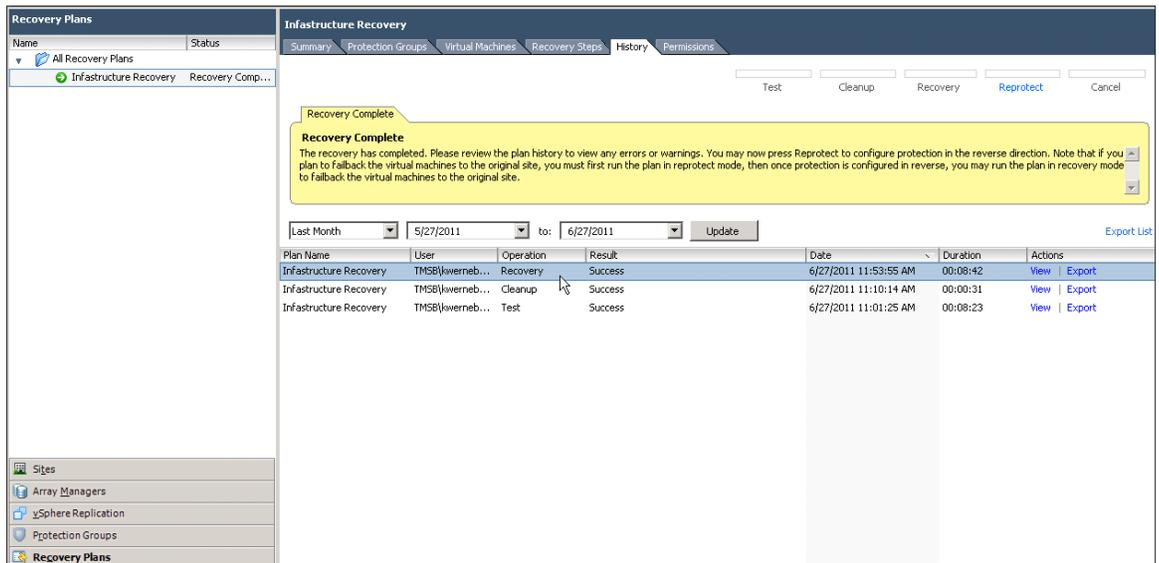 Recovery Plans
Name Status
All Recovery Plans
Infastructure Recovery Recovery Comp...
Sites
Array Managers
vSphere Replication
Protection Groups
Recovery Plans
Infastructure Recovery
Summary Protection Groups Virtual Machines Recovery Steps History Permissions
Test Cleanup Recovery Reprotect Cancel
Recovery Complete
Recovery Complete
The recovery has completed. Please review the plan history to view any errors or warnings. You may now press Reprotect to configure protection in the reverse direction. Note that if you
plan to failback the virtual machines to the original site, you must first run the plan in reprotect mode, then once protection is configured in reverse, you may run the plan in recovery mode
to failback the virtual machines to the original site.
Last Month 5/27/2011 to: 6/27/2011 Update
Export List
Plan Name User Operation Result Date Duration Actions
Infastructure Recovery TMSB\kwerneb... Recovery Success 6/27/2011 11:53:55 AM 00:08:42 View | Export
Infastructure Recovery TMSB\kwerneb... Cleanup Success 6/27/2011 11:10:14 AM 00:00:31 View | Export
Infastructure Recovery TMSB\kwerneb... Test Success 6/27/2011 11:01:25 AM 00:08:23 View | Export